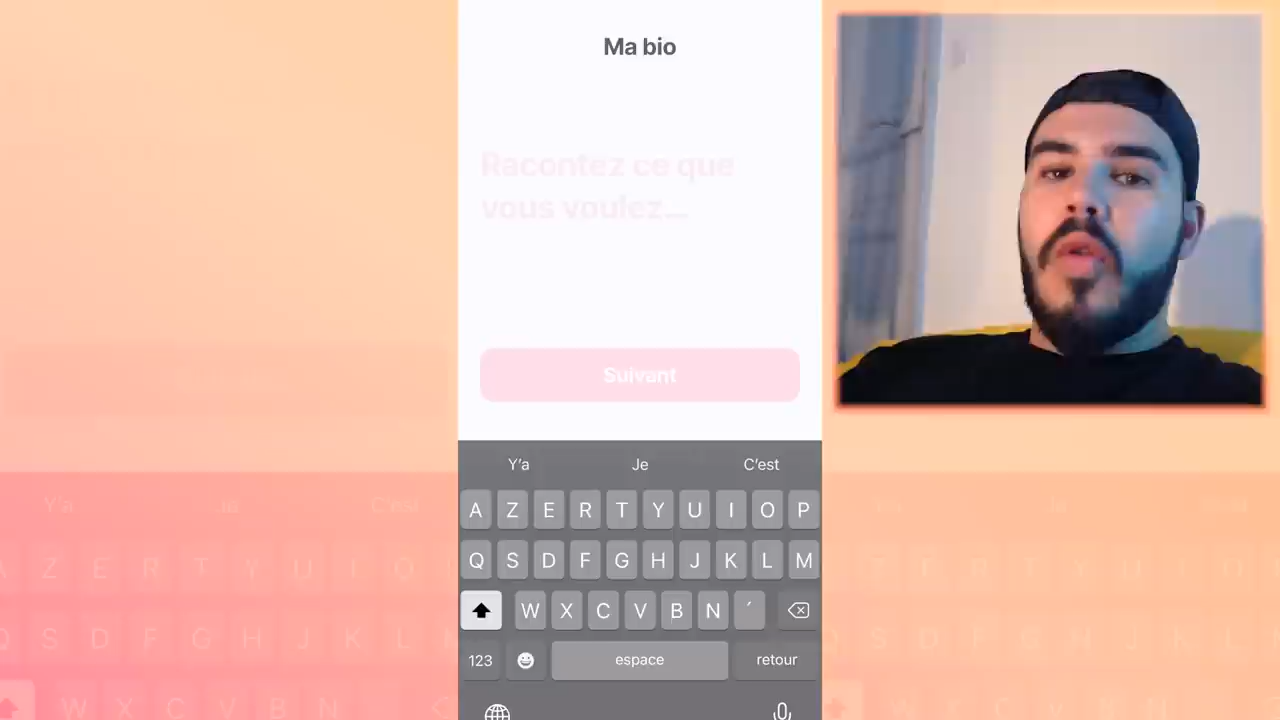 Ma bio
Racontez ce que
vous voulez...
Suivant
Y'a Je C'est
A Z E R T Y U I O P
Q S D F G H J K L M
W X C V B N ´
123 espace retour